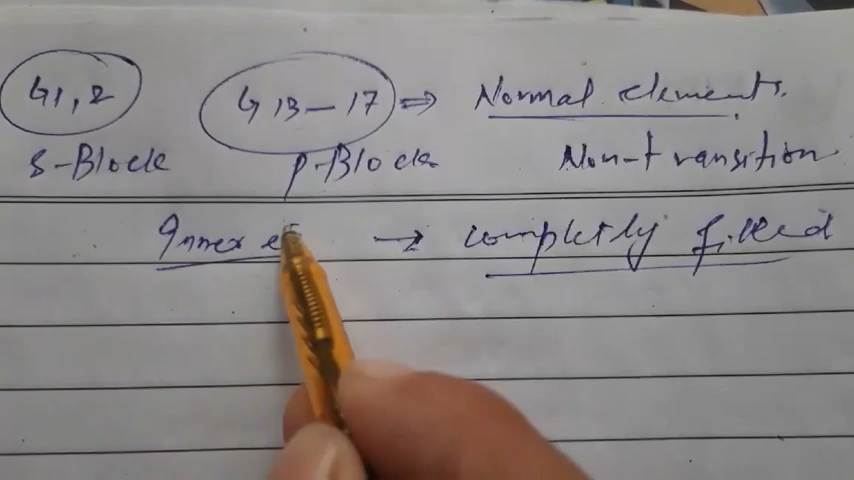 G1, 2 G 13 – 17 ⇒ Normal elements.
S-Block P-Block Non-transition
Inner → completly filled